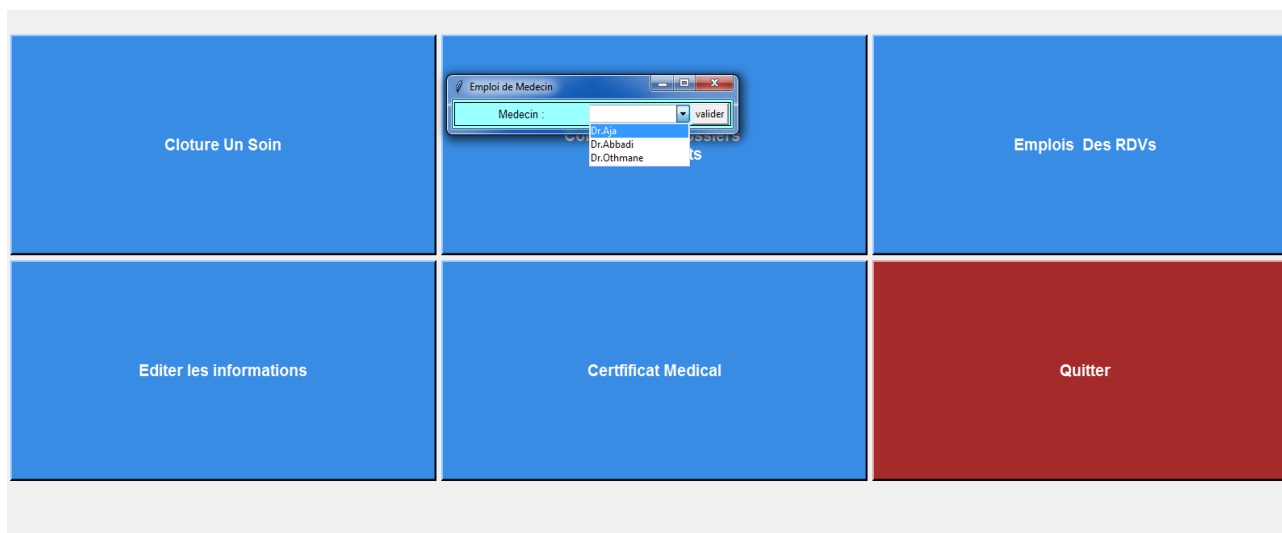 Emploi de Medecin
Medecin :
valider
Dr.Aja
Dr.Abbadi
Dr.Othmane
Cloture Un Soin
Emplois  Des RDVs
Editer les informations
Certfificat Medical
Quitter